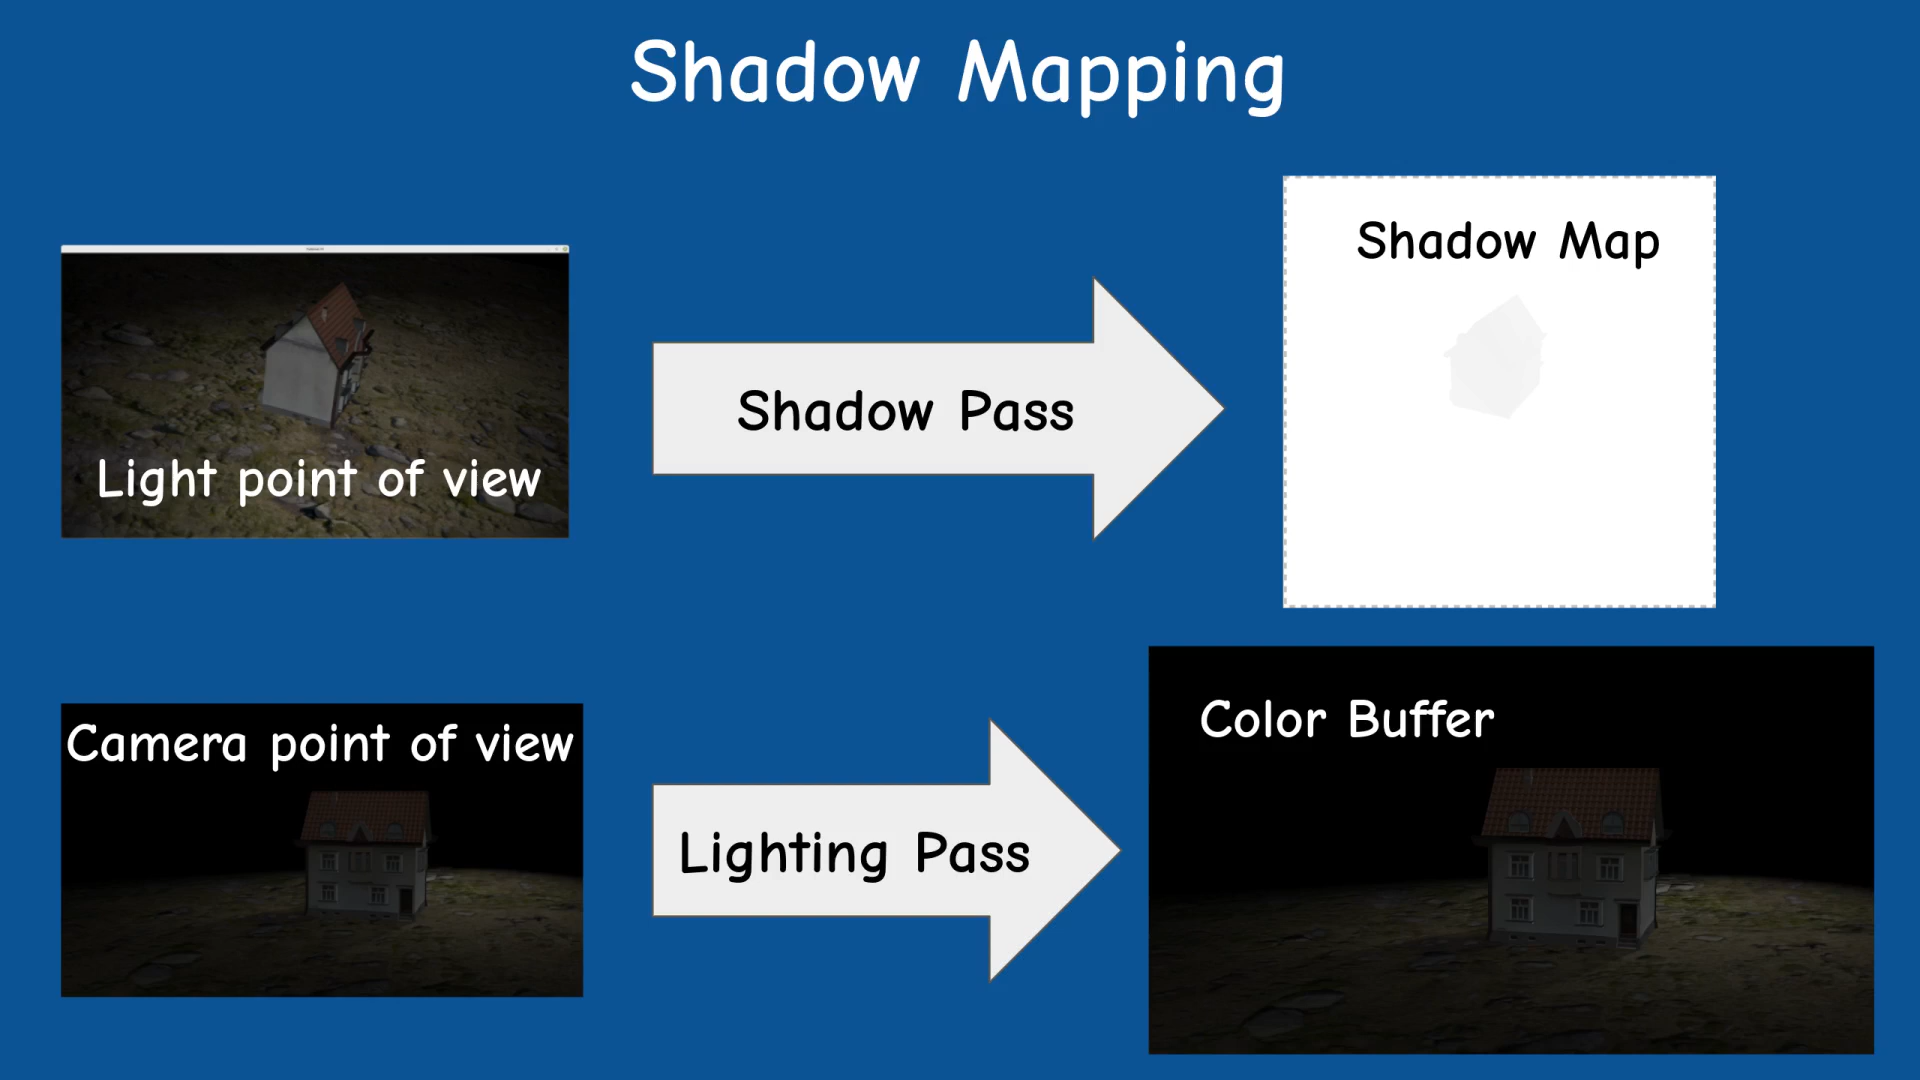 Shadow Mapping
Light point of view
Shadow Pass
Shadow Map
Camera point of view
Lighting Pass
Color Buffer